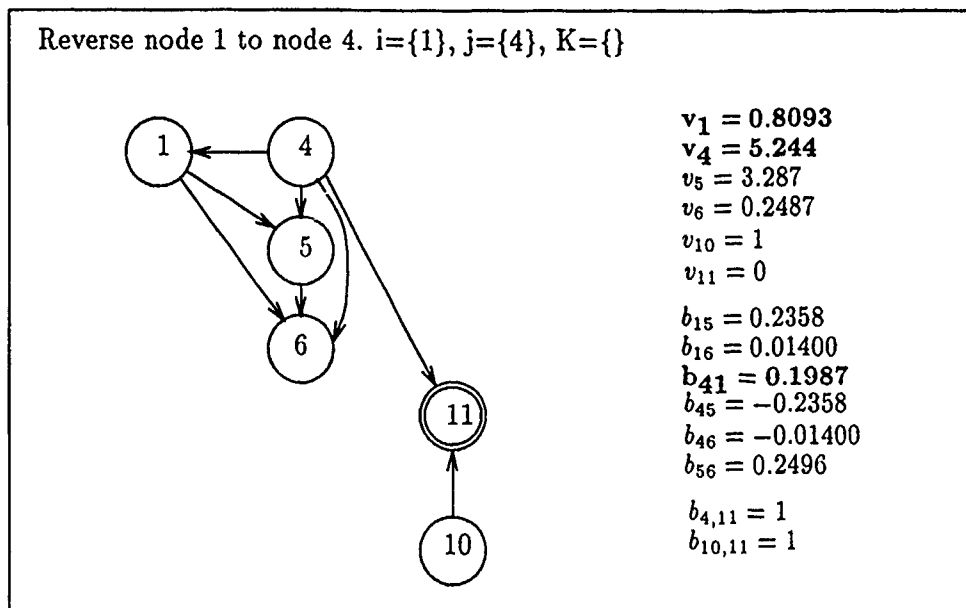 Reverse node 1 to node 4. i={1}, j={4}, K={}
1
4
5
6
11
10
v1 = 0.8093
v4 = 5.244
v5 = 3.287
v6 = 0.2487
v10 = 1
v11 = 0
b15 = 0.2358
b16 = 0.01400
b41 = 0.1987
b45 = −0.2358
b46 = −0.01400
b56 = 0.2496
b4,11 = 1
b10,11 = 1